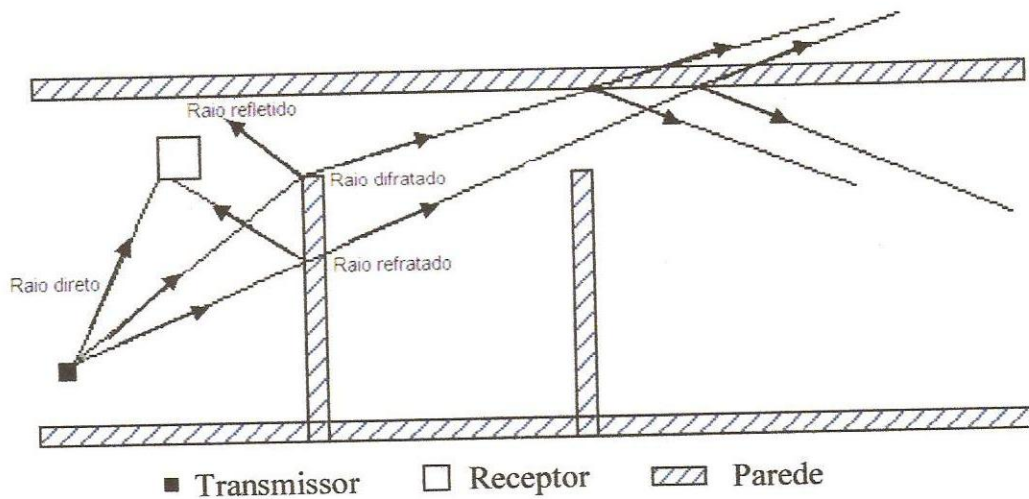 Raio refletido
Raio difratado
Raio refratado
Raio direto
Transmissor
Receptor
Parede